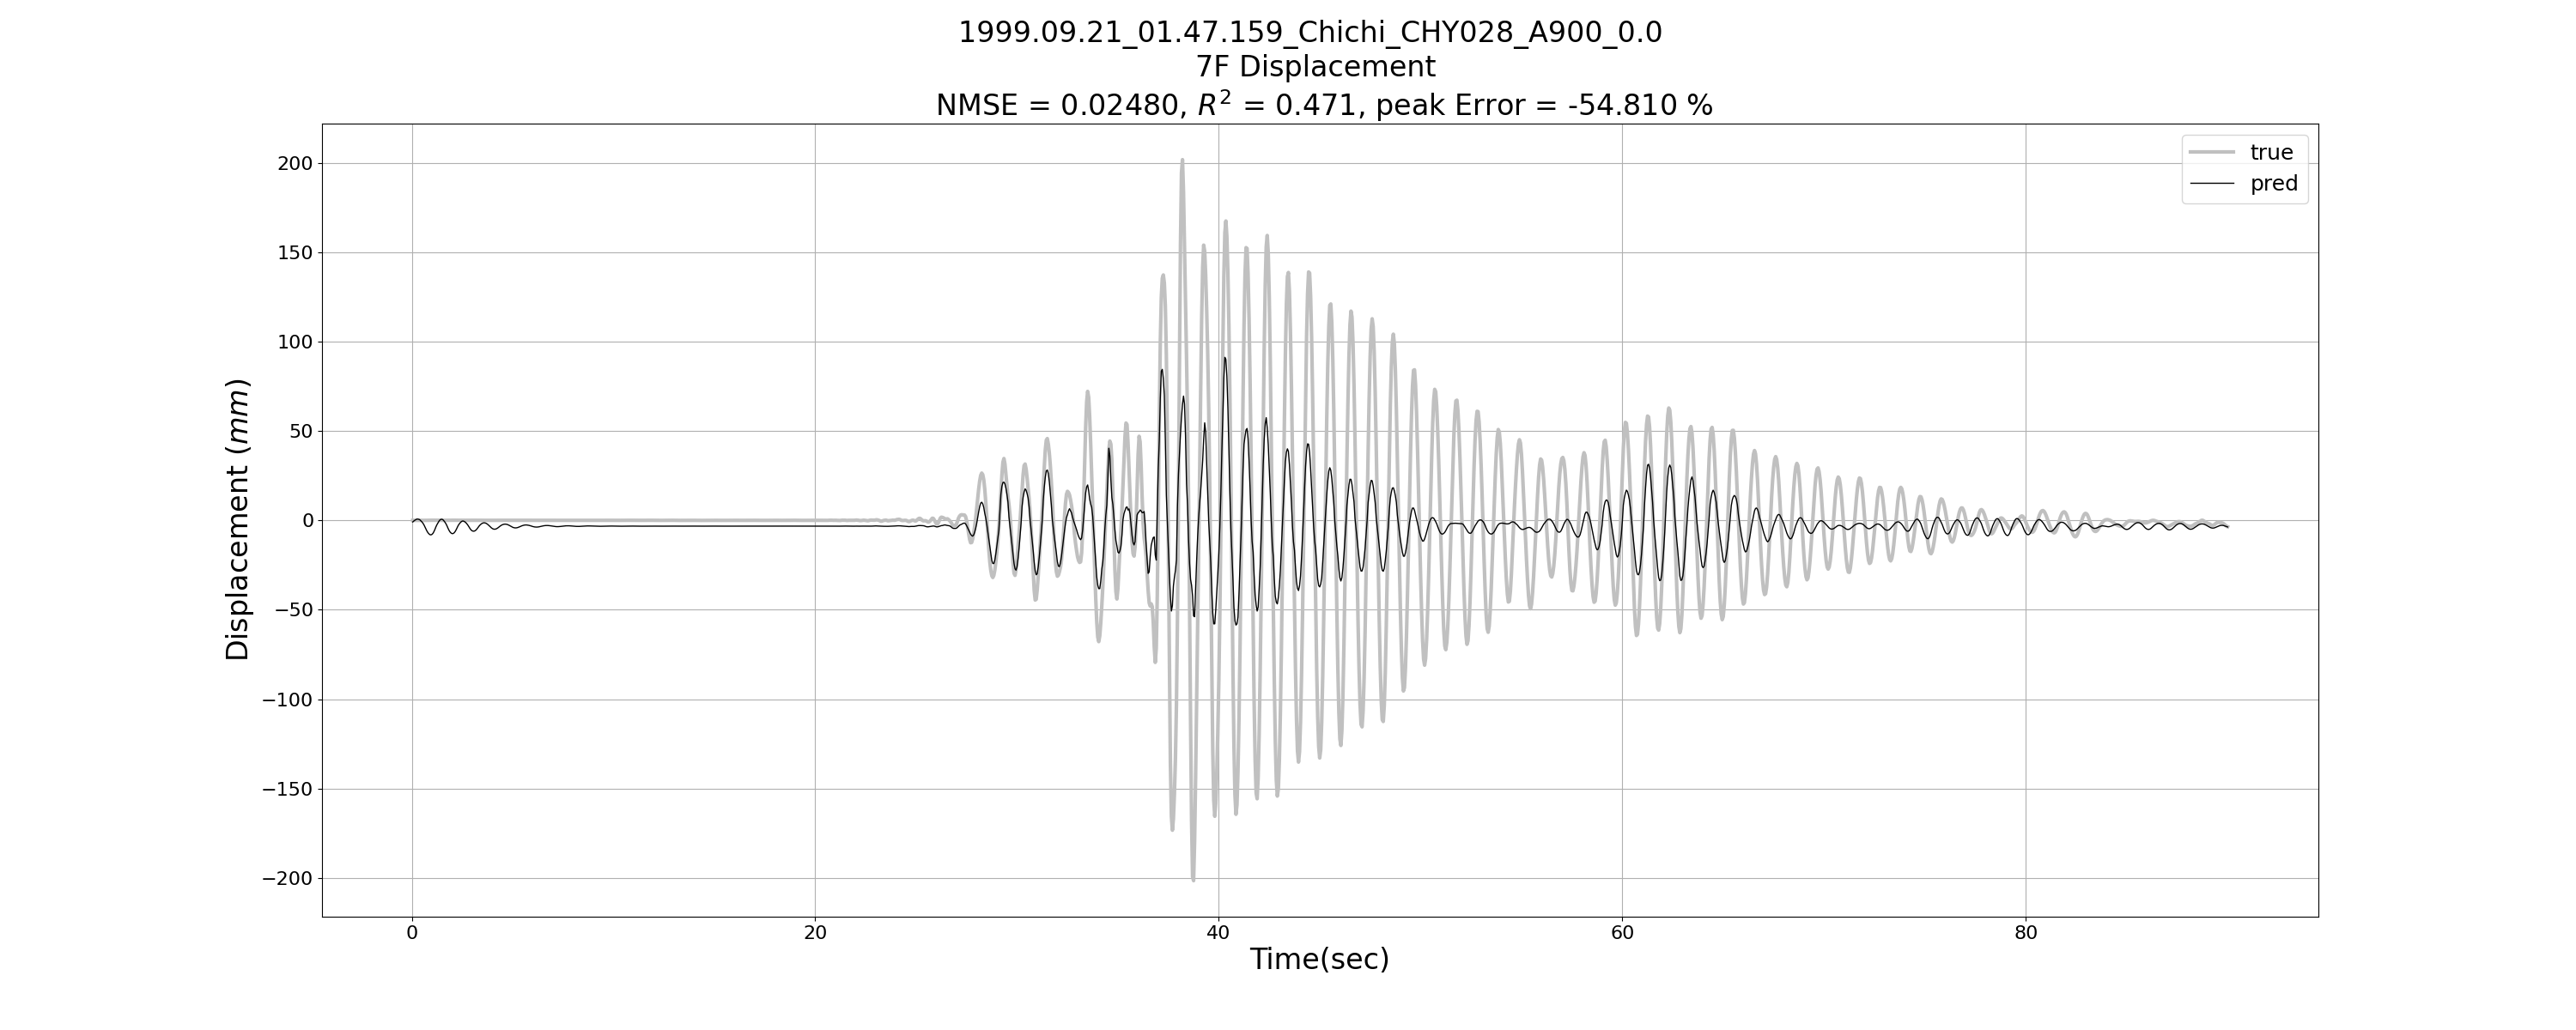 1999.09.21_01.47.159_Chichi_CHY028_A900_0.0
7F Displacement
NMSE = 0.02480, R² = 0.471, peak Error = -54.810 %
true
pred
Displacement (mm)
200
150
100
50
0
−50
−100
−150
−200
0 20 40 60 80
Time(sec)